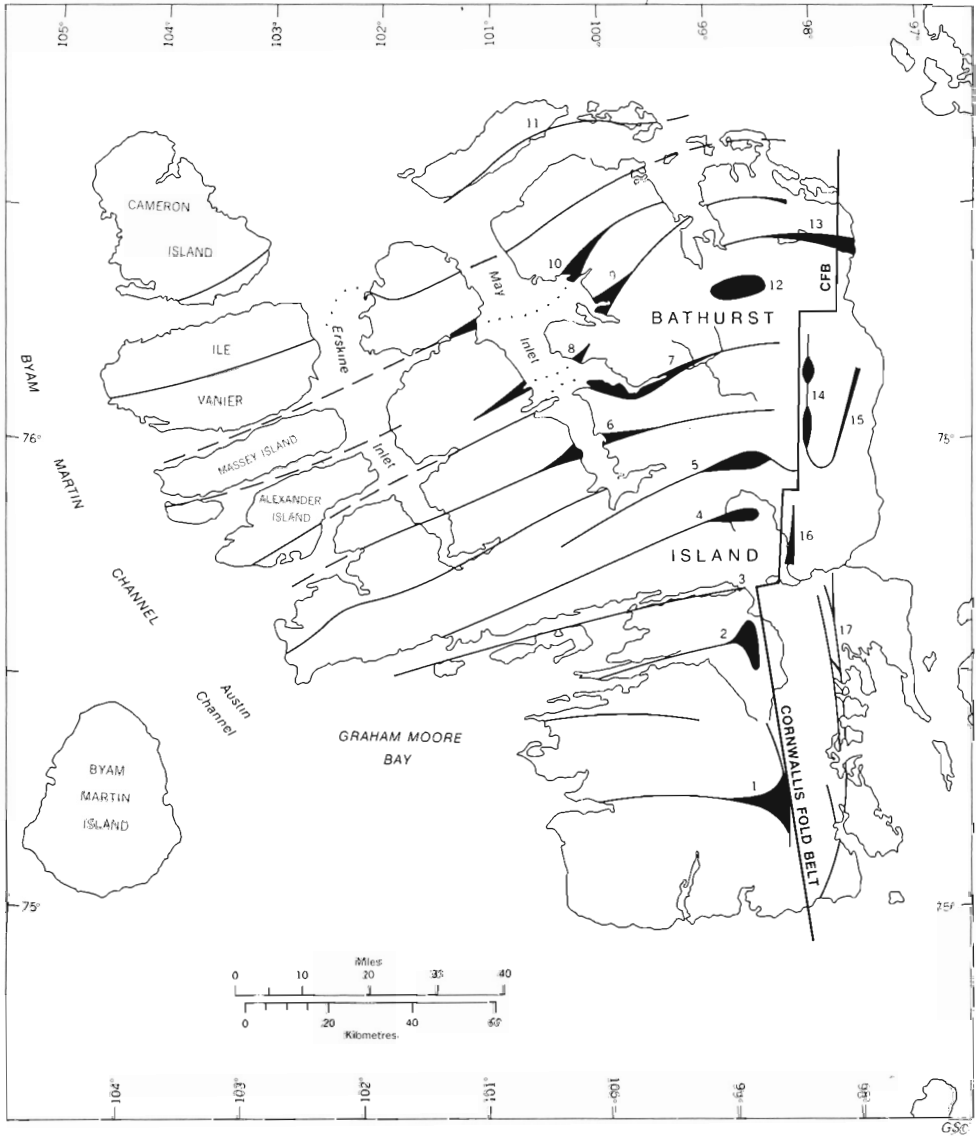 105°
104°
103°
102°
101°
100°
99°
98°
97°
11
CAMERON
ISLAND
13
CFB
10
May
9
12
BATHURST
ILE
VANIER
Erskine
Inlet
8
7
14
15
BYAM
6
MASSEY ISLAND
76°
75°
Inlet
5
MARTIN
ALEXANDER
ISLAND
4
ISLAND
16
CHANNEL
3
2
17
Austin
Channel
GRAHAM MOORE
BAY
CORNWALLIS FOLD BELT
BYAM
MARTIN
ISLAND
1
75°
Miles
0
10
20
40
0
20
40
Kilometres
104°
103°
102°
101°
100°
99°
98°
GSC